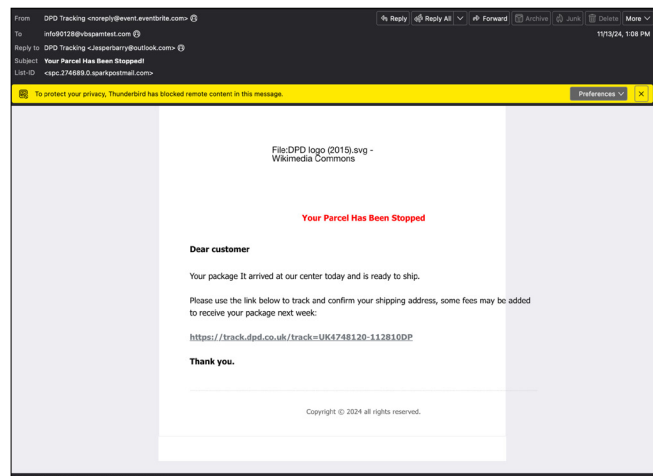 From DPD Tracking <noreply@event.eventbrite.com>
Reply Reply All Forward Archive Junk Delete More
To info90128@vbspamtest.com
11/13/24, 1:08 PM
Reply to DPD Tracking <Jesperbarry@outlook.com>
Subject Your Parcel Has Been Stopped!
List-ID <spc.274689.0.sparkpostmail.com>
To protect your privacy, Thunderbird has blocked remote content in this message.
Preferences
File:DPD logo (2015).svg -
Wikimedia Commons
Your Parcel Has Been Stopped
Dear customer
Your package It arrived at our center today and is ready to ship.
Please use the link below to track and confirm your shipping address, some fees may be added
to receive your package next week:
https://track.dpd.co.uk/track=UK4748120-112810DP
Thank you.
Copyright © 2024 all rights reserved.